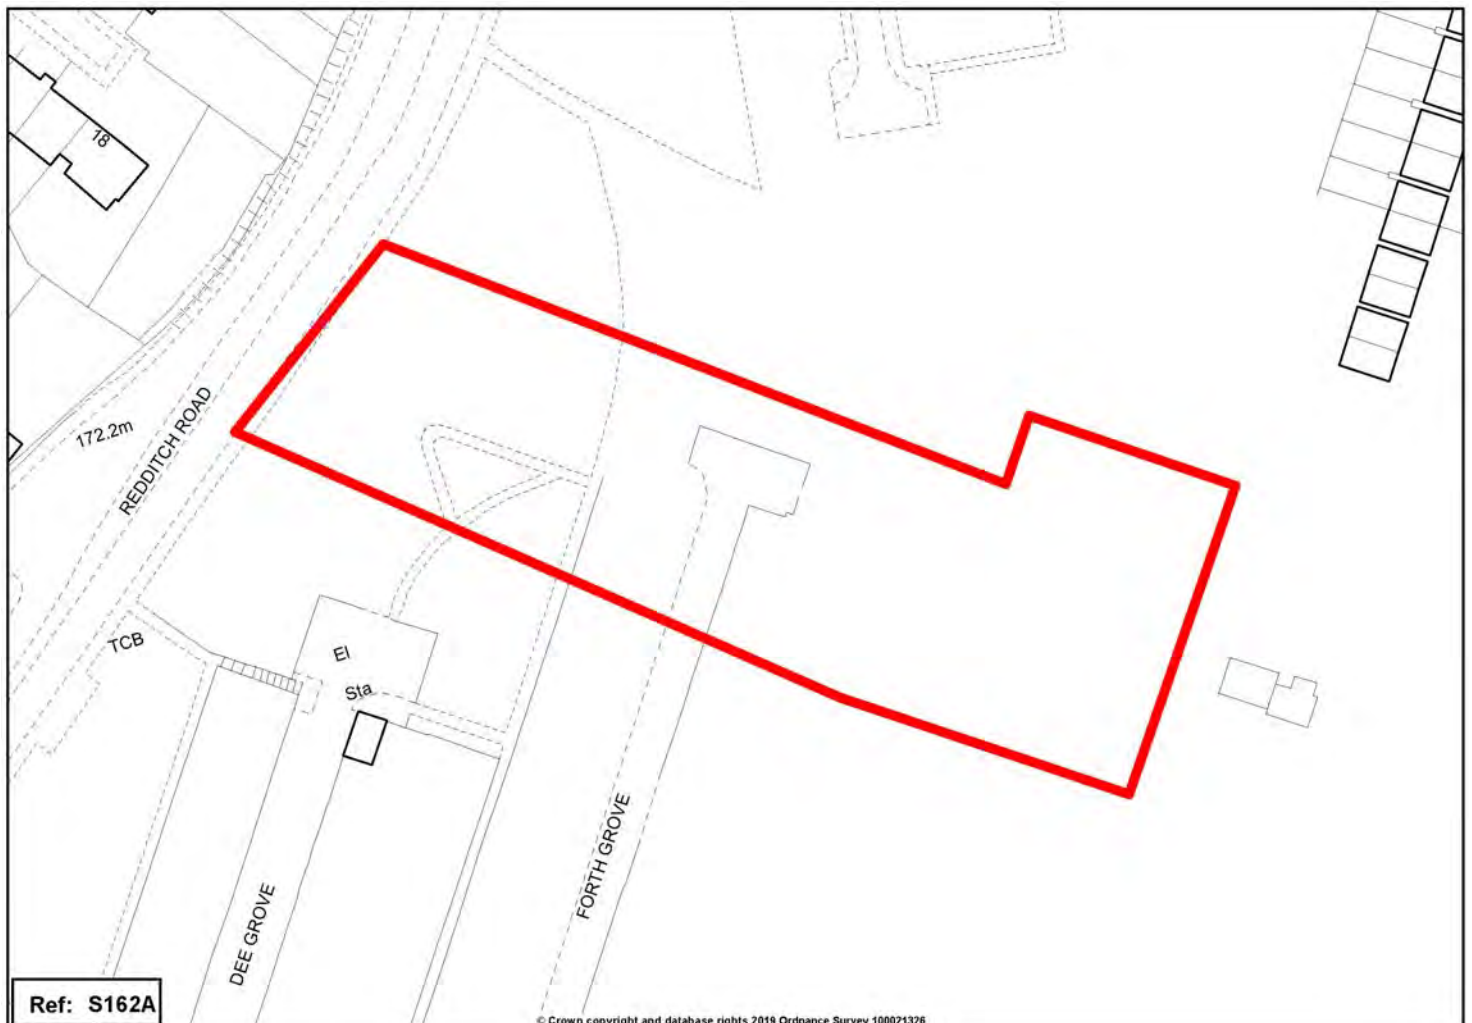 18
172.2m
REDDITCH ROAD
TCB
El
Sta
DEE GROVE
FORTH GROVE
Ref: S162A
© Crown copyright and database rights 2019 Ordnance Survey 100021326